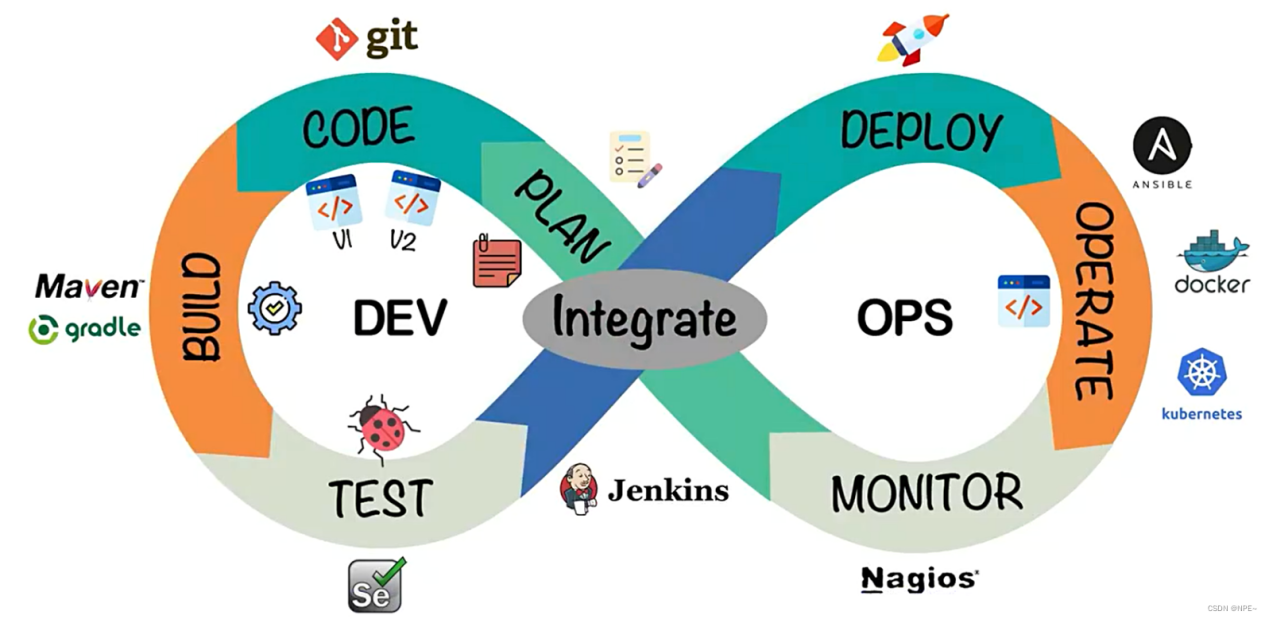 git
CODE
DEPLOY
PLAN
ANSIBLE
</>
</>
V1
V2
BUILD
OPERATE
docker
Maven™
gradle
DEV
Integrate
OPS
</>
kubernetes
TEST
MONITOR
Jenkins
Se
Nagios
CSDN @NPE~